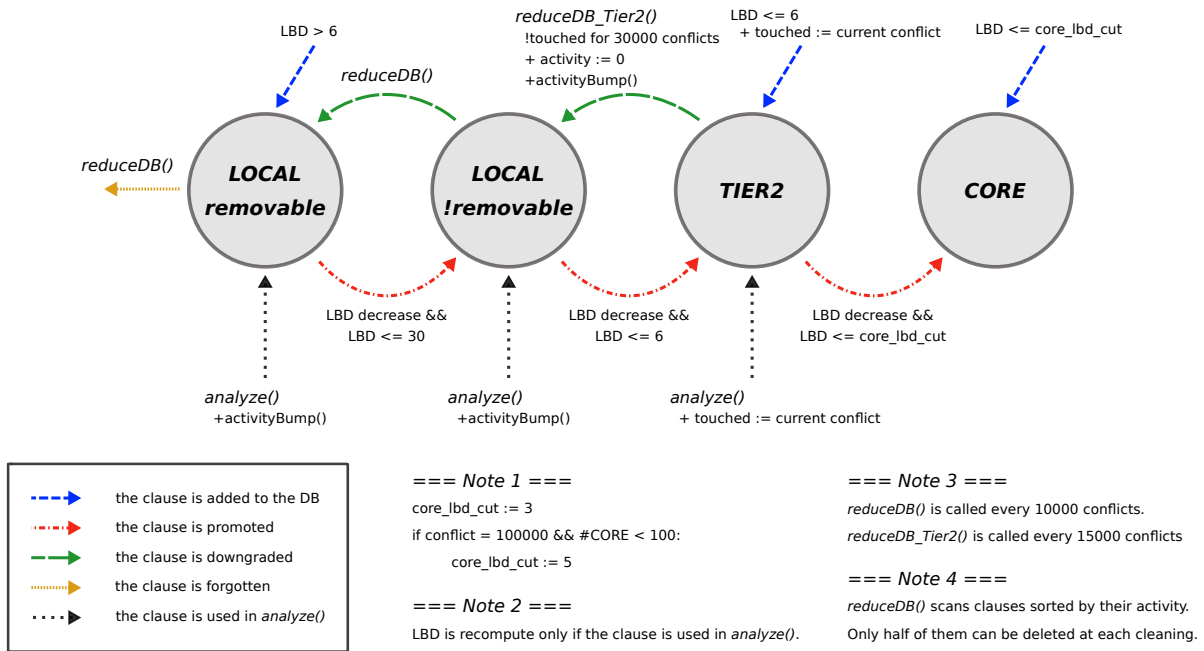 reduceDB_Tier2()
!touched for 30000 conflicts
+ activity := 0
+activityBump()
LBD > 6
LBD <= 6
+ touched := current conflict
LBD <= core_lbd_cut
reduceDB()
reduceDB()
LOCAL
removable
LOCAL
!removable
TIER2
CORE
LBD decrease &&
LBD <= 30
LBD decrease &&
LBD <= 6
LBD decrease &&
LBD <= core_lbd_cut
analyze()
+activityBump()
analyze()
+activityBump()
analyze()
+ touched := current conflict
the clause is added to the DB
the clause is promoted
the clause is downgraded
the clause is forgotten
the clause is used in analyze()
=== Note 1 ===
core_lbd_cut := 3
if conflict = 100000 && #CORE < 100:
core_lbd_cut := 5
=== Note 2 ===
LBD is recompute only if the clause is used in analyze().
=== Note 3 ===
reduceDB() is called every 10000 conflicts.
reduceDB_Tier2() is called every 15000 conflicts
=== Note 4 ===
reduceDB() scans clauses sorted by their activity.
Only half of them can be deleted at each cleaning.